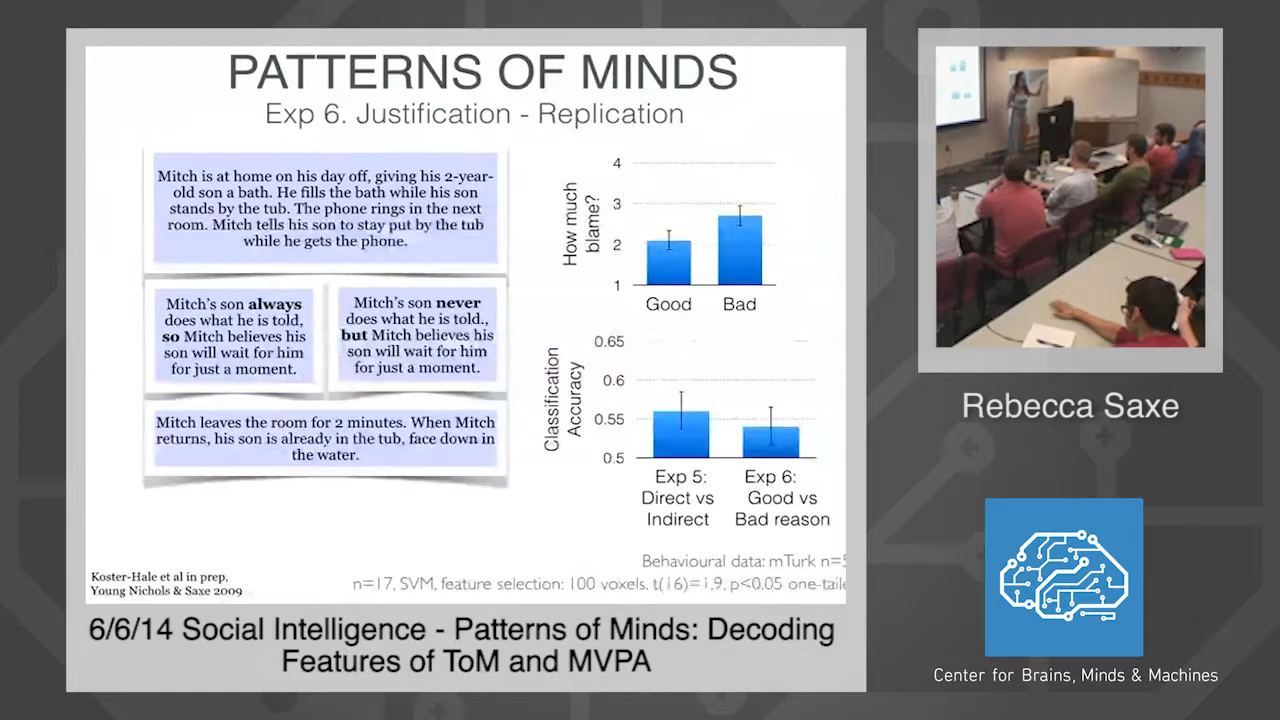 PATTERNS OF MINDS
Exp 6. Justification - Replication
Mitch is at home on his day off, giving his 2-year-
old son a bath. He fills the bath while his son
stands by the tub. The phone rings in the next
room. Mitch tells his son to stay put by the tub
while he gets the phone.
Mitch's son always
does what he is told,
so Mitch believes his
son will wait for him
for just a moment.
Mitch's son never
does what he is told.,
but Mitch believes his
son will wait for him
for just a moment.
Mitch leaves the room for 2 minutes. When Mitch
returns, his son is already in the tub, face down in
the water.
How much
blame?
4
3
2
1
Good Bad
Classification
Accuracy
0.65
0.6
0.55
0.5
Exp 5:
Direct vs
Indirect
Exp 6:
Good vs
Bad reason
Behavioural data: mTurk
n=17, SVM, feature selection: 100 voxels, t(16)=1.9, p<0.05
Koster-Hale et al in prep,
Young Nichols & Saxe 2009
6/6/14 Social Intelligence - Patterns of Minds: Decoding
Features of ToM and MVPA
Rebecca Saxe
Center for Brains, Minds & Machines